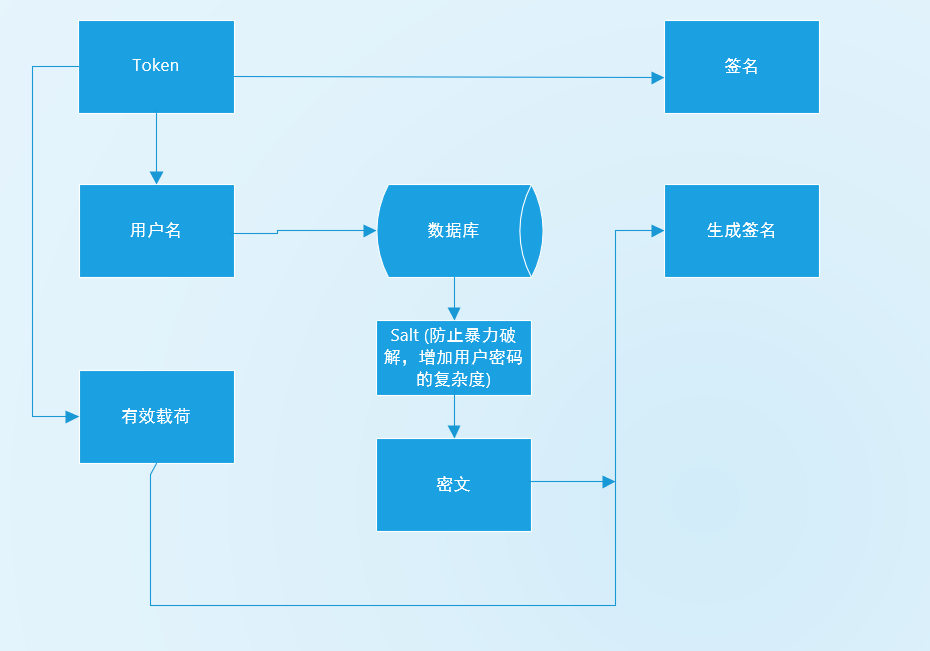 Token
签名
用户名
数据库
生成签名
Salt (防止暴力破
解，增加用户密码
的复杂度)
有效载荷
密文